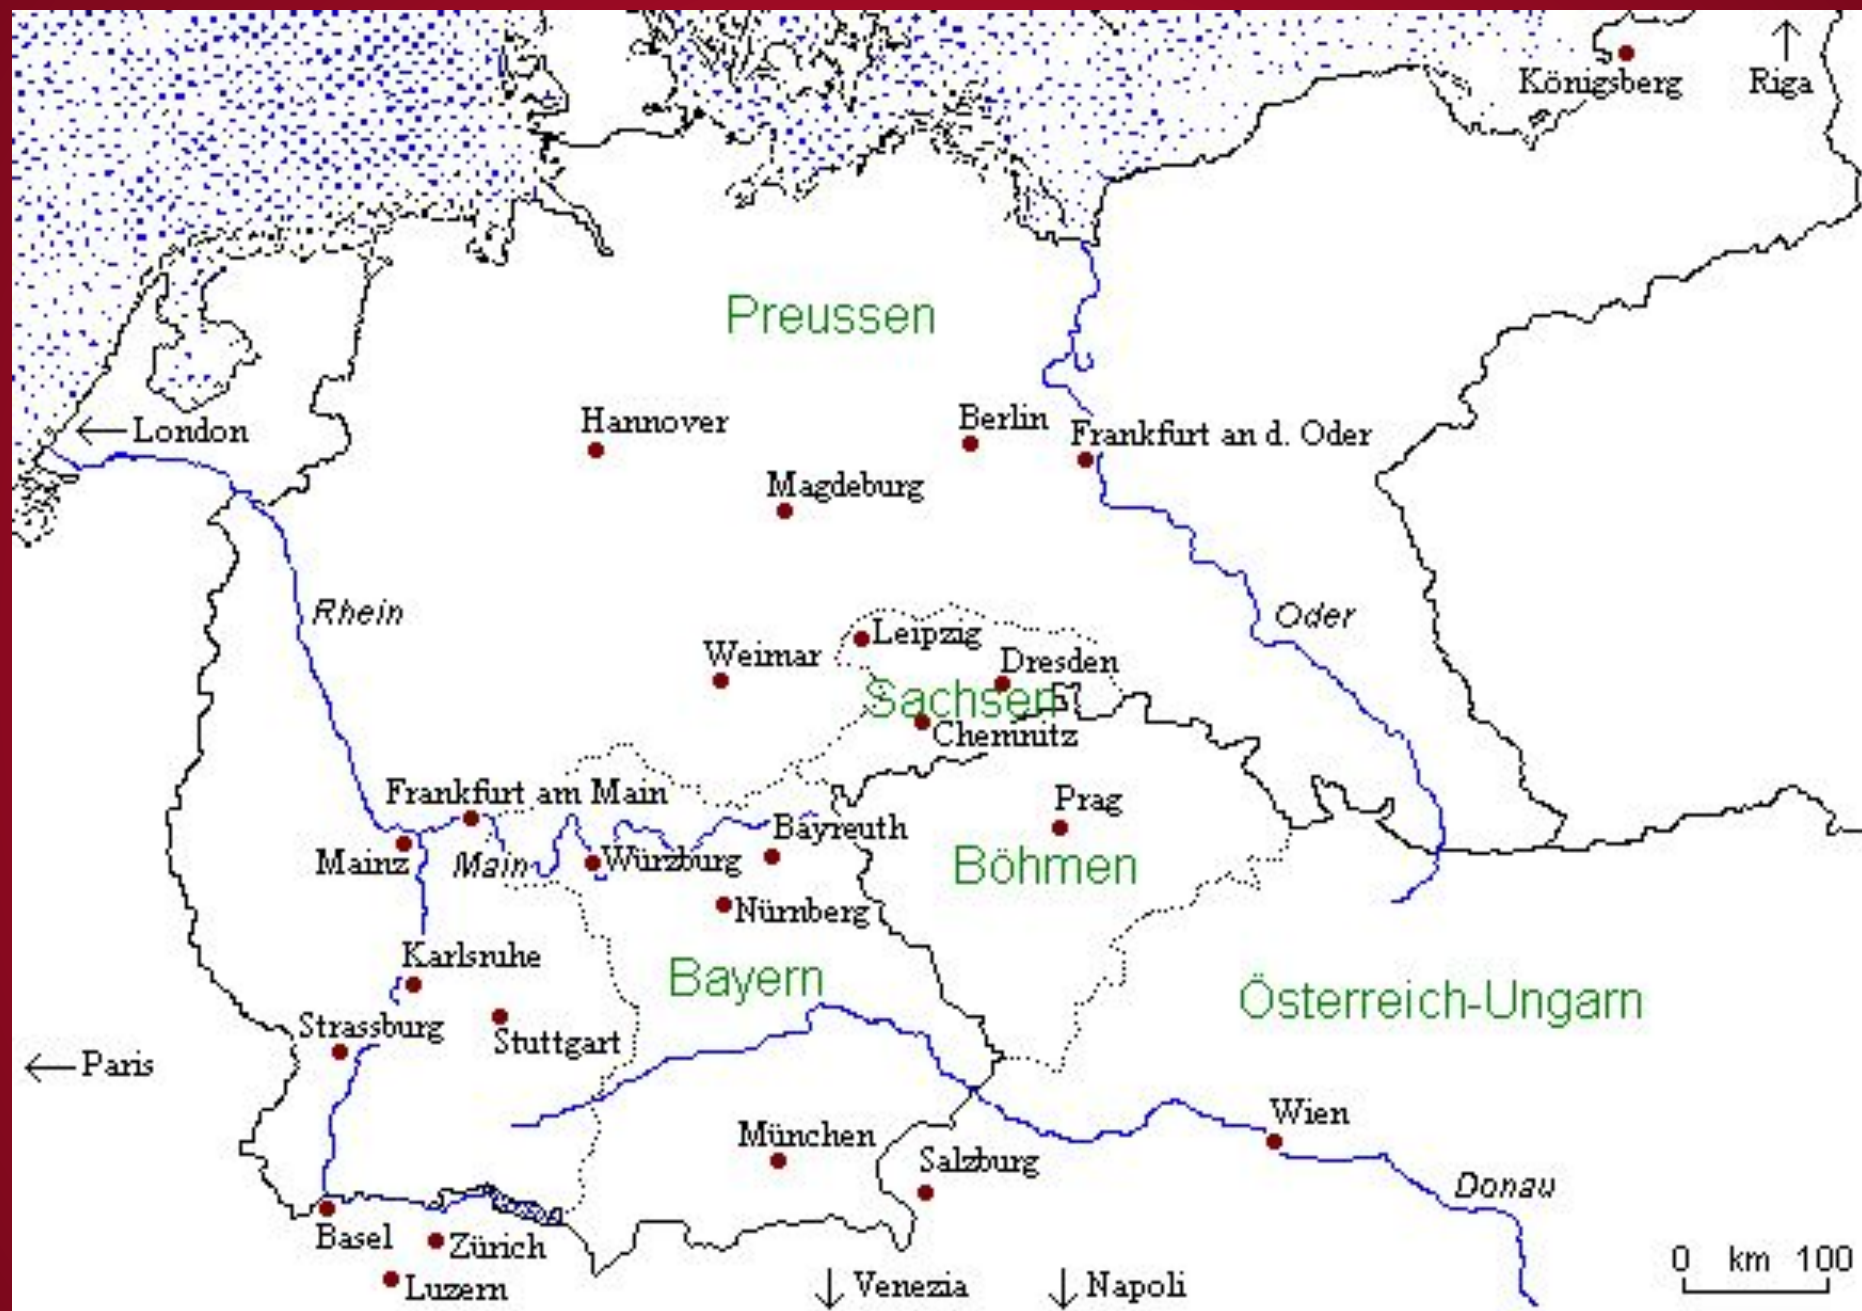 Königsberg
Riga
Preussen
London
Hannover
Berlin
Frankfurt an d. Oder
Magdeburg
Rhein
Oder
Leipzig
Weimar
Dresden
Sachsen
Chemnitz
Frankfurt am Main
Prag
Bayreuth
Mainz
Main
Würzburg
Böhmen
Nürnberg
Karlsruhe
Bayern
Österreich-Ungarn
Strassburg
Stuttgart
Paris
Wien
München
Salzburg
Donau
Basel
Zürich
0 km 100
Luzern
Venezia
Napoli